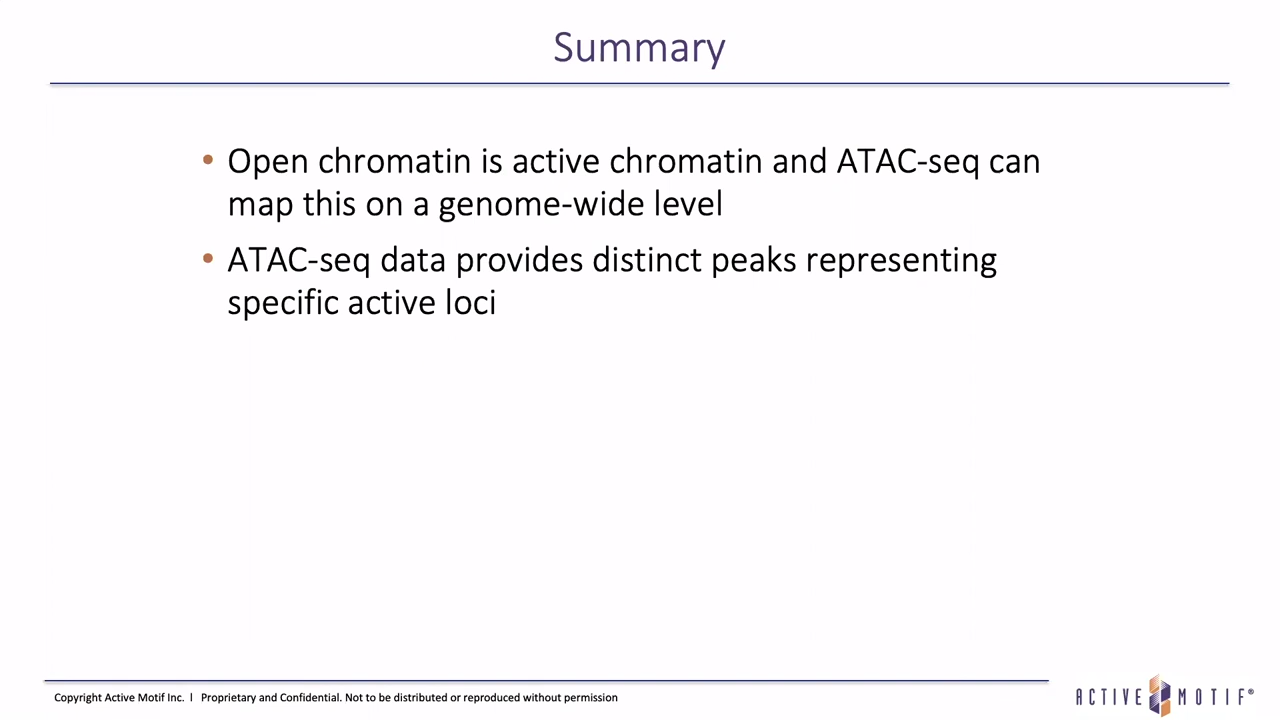 Summary
• Open chromatin is active chromatin and ATAC-seq can
map this on a genome-wide level
• ATAC-seq data provides distinct peaks representing
specific active loci
Copyright Active Motif Inc. | Proprietary and Confidential. Not to be distributed or reproduced without permission
ACTIVE MOTIF®